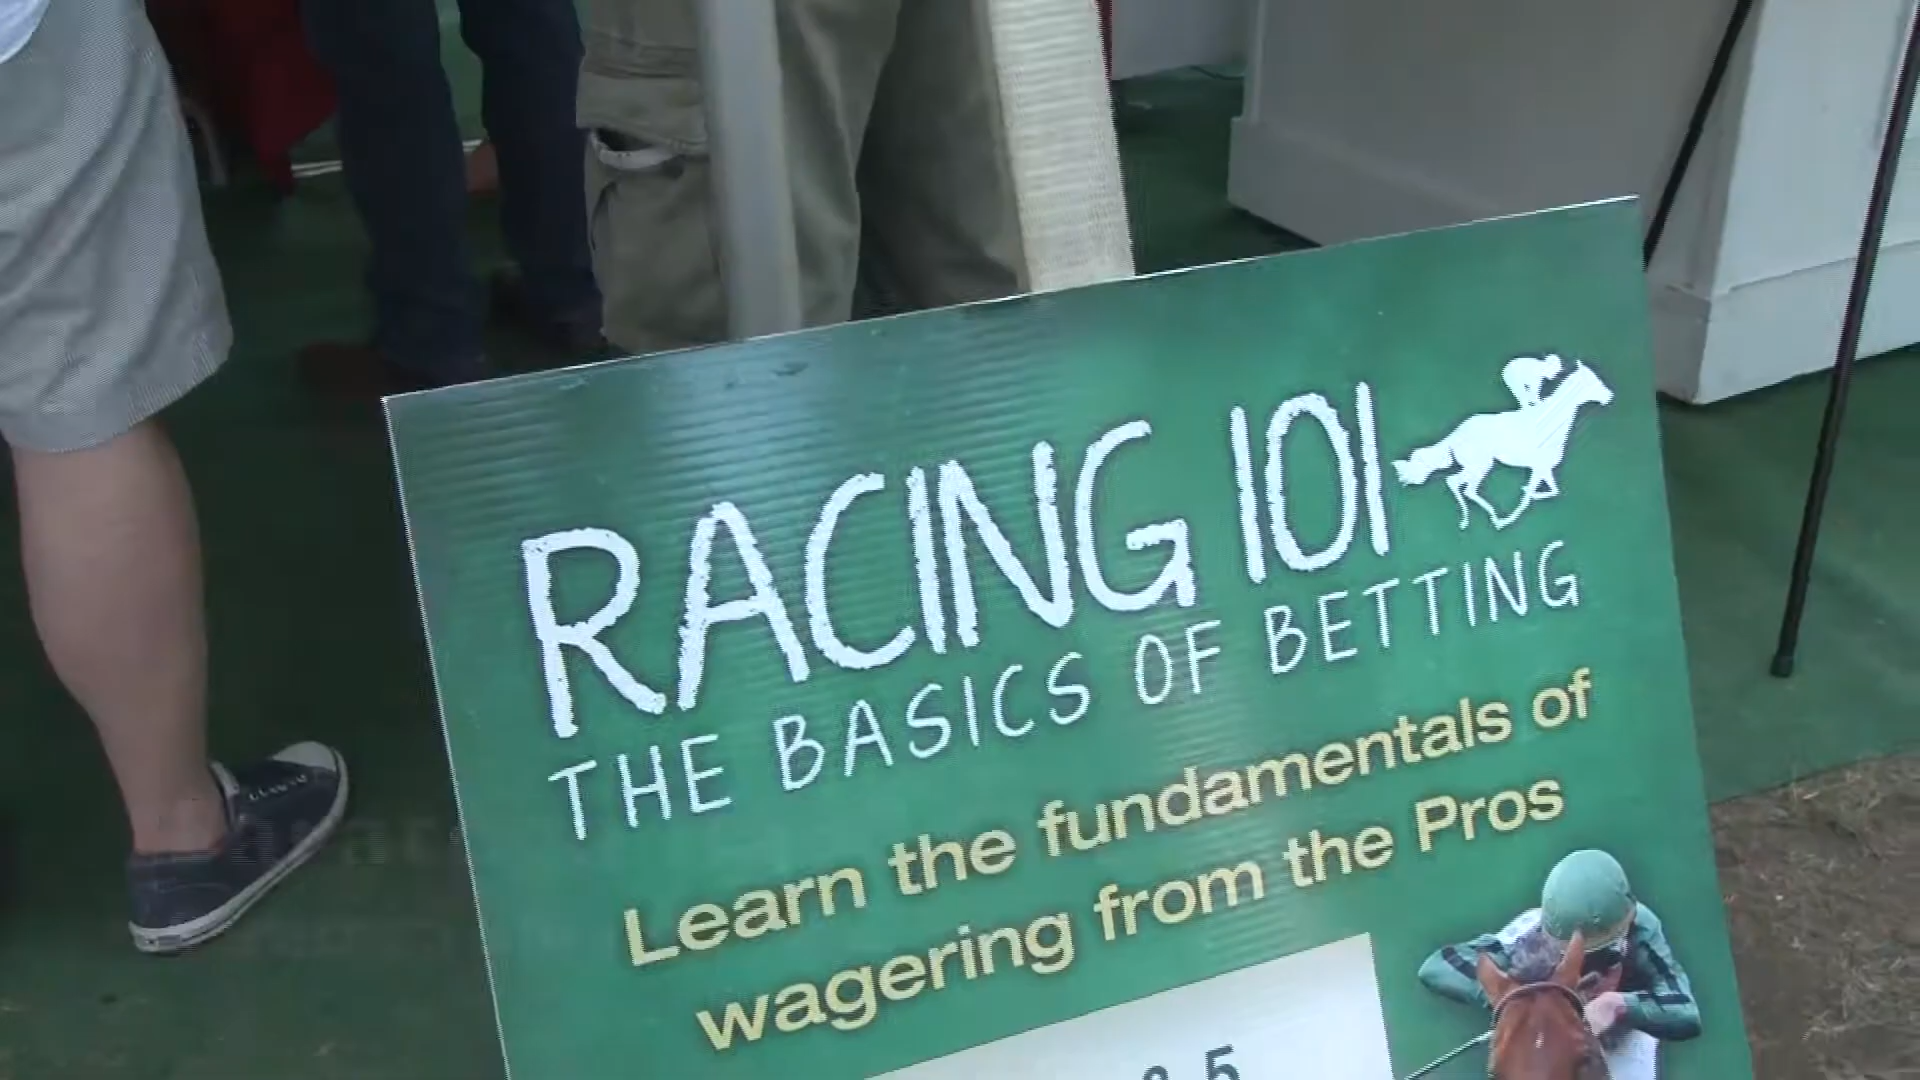 RACING 101
THE BASICS OF BETTING
Learn the fundamentals of
wagering from the Pros